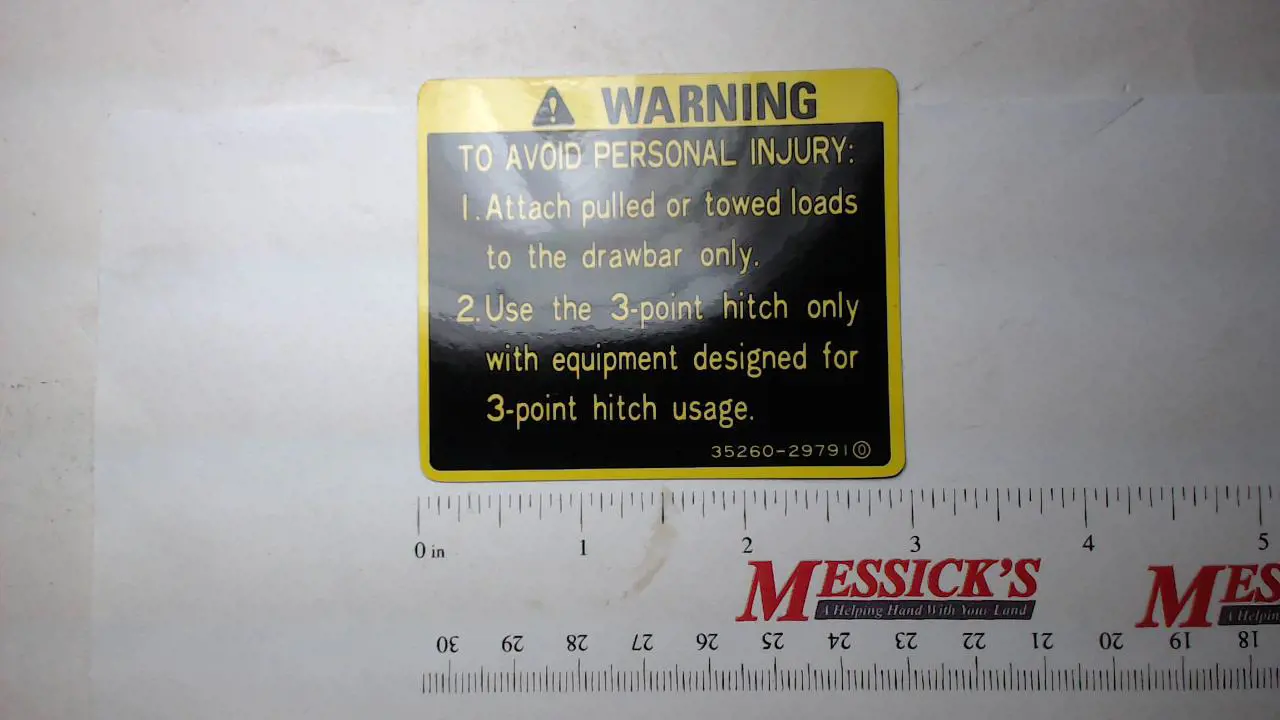 WARNING
TO AVOID PERSONAL INJURY:
1. Attach pulled or towed loads
to the drawbar only.
2. Use the 3-point hitch only
with equipment designed for
3-point hitch usage.
35260-29791 0
0 in 1 2 3 4 5
MESSICK'S MES
A Helping Hand With Your Land A Helpin
30 29 28 27 26 25 24 23 22 21 20 19 18